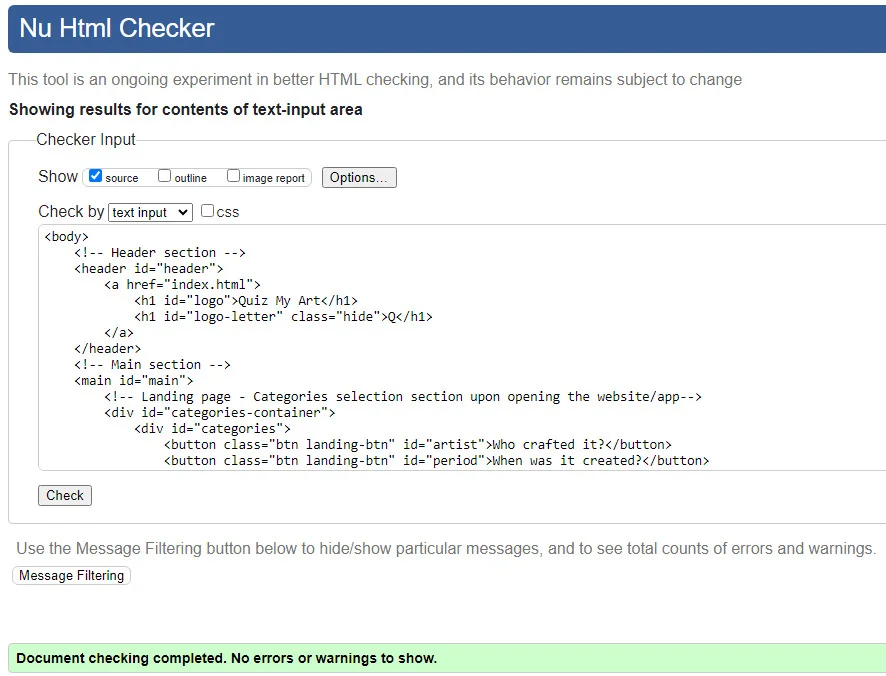 Nu Html Checker
This tool is an ongoing experiment in better HTML checking, and its behavior remains subject to change
Showing results for contents of text-input area
Checker Input
Show source outline image report Options...
Check by text input css
<body>
<!-- Header section -->
<header id="header">
<a href="index.html">
<h1 id="logo">Quiz My Art</h1>
<h1 id="logo-letter" class="hide">Q</h1>
</a>
</header>
<!-- Main section -->
<main id="main">
<!-- Landing page - Categories selection section upon opening the website/app-->
<div id="categories-container">
<div id="categories">
<button class="btn landing-btn" id="artist">Who crafted it?</button>
<button class="btn landing-btn" id="period">When was it created?</button>
Check
Use the Message Filtering button below to hide/show particular messages, and to see total counts of errors and warnings.
Message Filtering
Document checking completed. No errors or warnings to show.